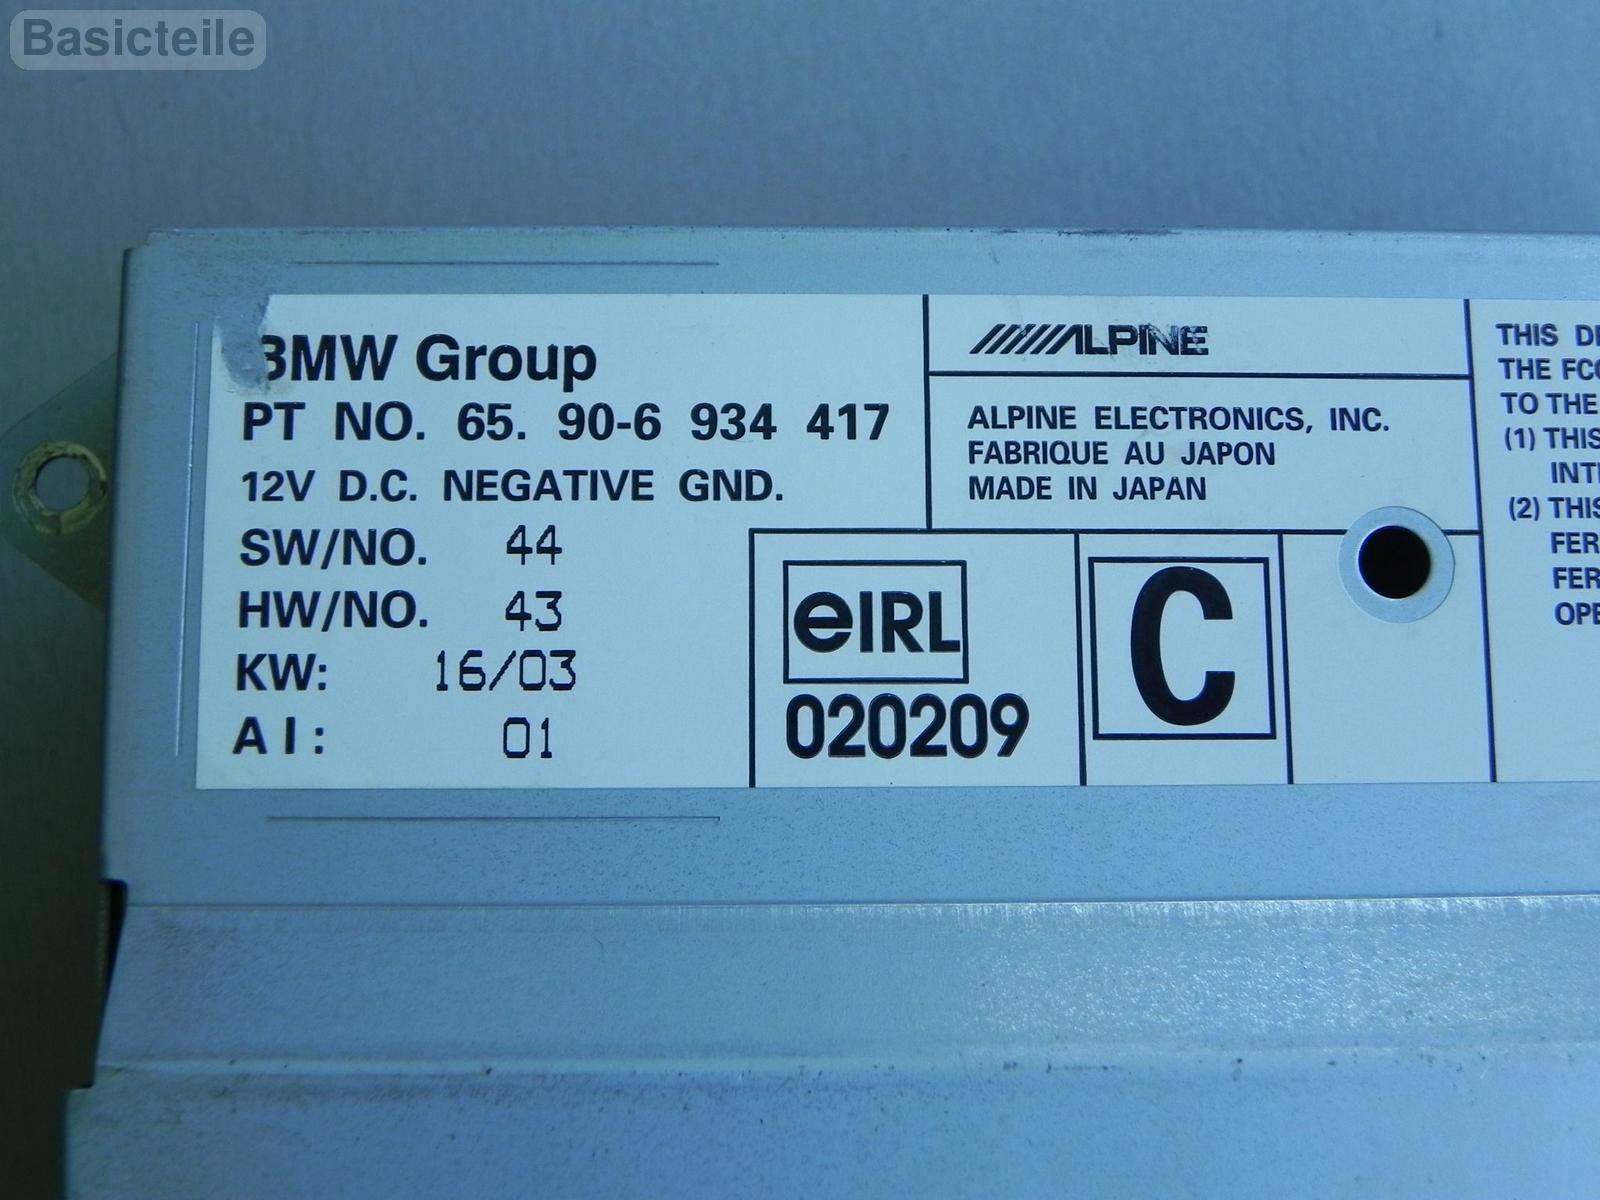 Basicteile
BMW Group
PT NO. 65. 90-6 934 417
12V D.C. NEGATIVE GND.
SW/NO. 44
HW/NO. 43
KW: 16/03
AI: 01
ALPINE
ALPINE ELECTRONICS, INC.
FABRIQUE AU JAPON
MADE IN JAPAN
eIRL
020209
C
THIS
THE FCC
TO THE
(1) THIS
(2) THIS